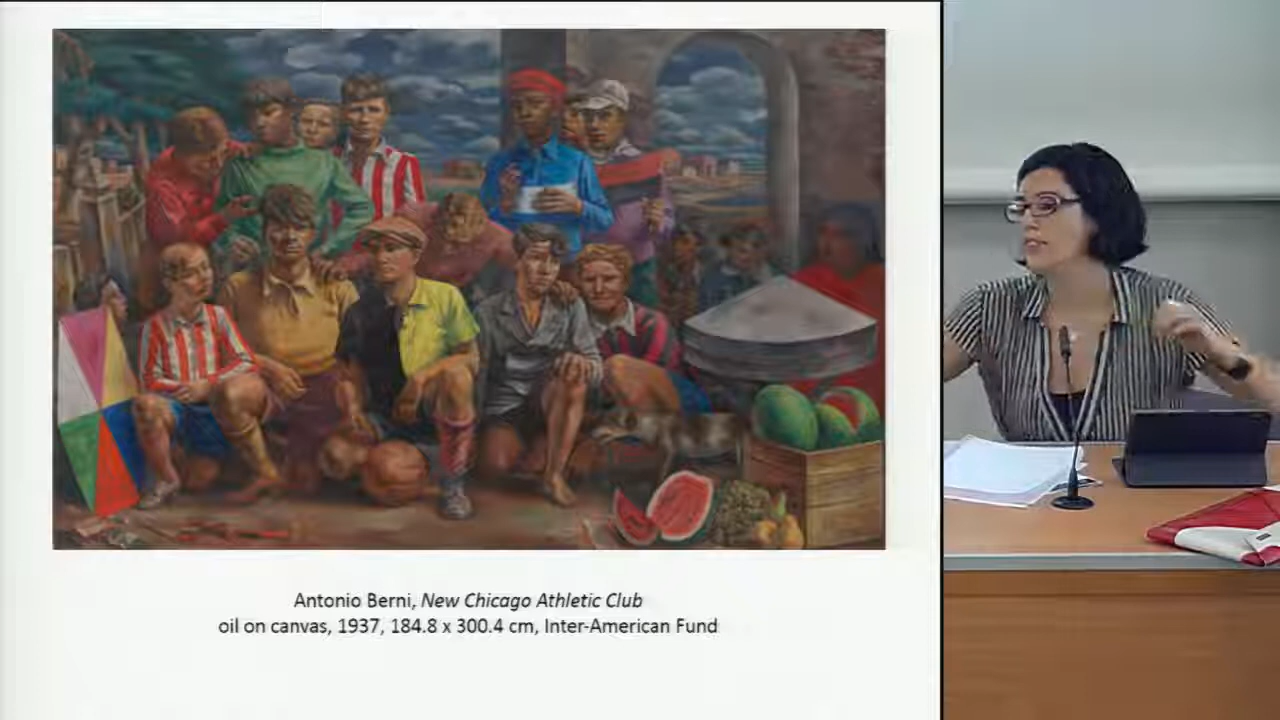 Antonio Berni, New Chicago Athletic Club
oil on canvas, 1937, 184.8 x 300.4 cm, Inter-American Fund